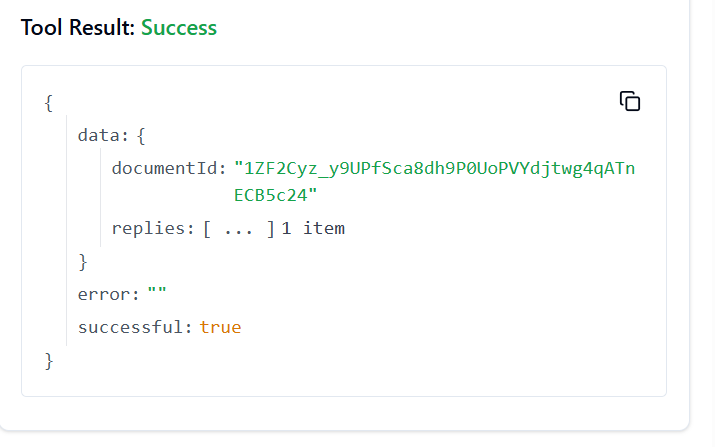 Tool Result: Success
{
data: {
documentId: "1ZF2Cyz_y9UPfSca8dh9P0UoPVYdjtwg4qATn
ECB5c24"
replies: [ ... ] 1 item
}
error: ""
successful: true
}